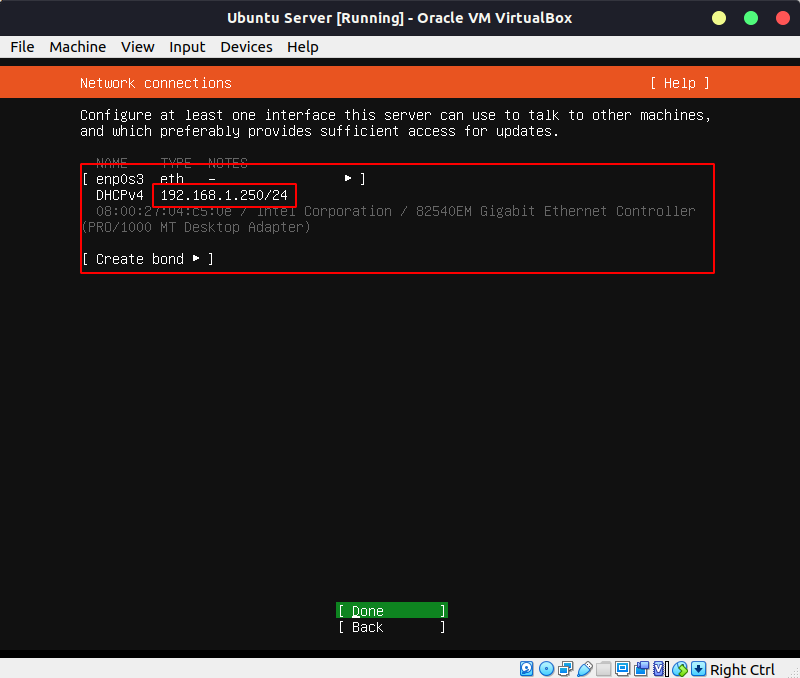 Ubuntu Server [Running] - Oracle VM VirtualBox
File Machine View Input Devices Help
Network connections [ Help ]
Configure at least one interface this server can use to talk to other machines,
and which preferably provides sufficient access for updates.
NAME TYPE NOTES
[ enp0s3 eth - ▸ ]
DHCPv4 192.168.1.250/24
08:00:27:04:c5:0e / Intel Corporation / 82540EM Gigabit Ethernet Controller
(PRO/1000 MT Desktop Adapter)
[ Create bond ▸ ]
[ Done ]
[ Back ]
Right Ctrl